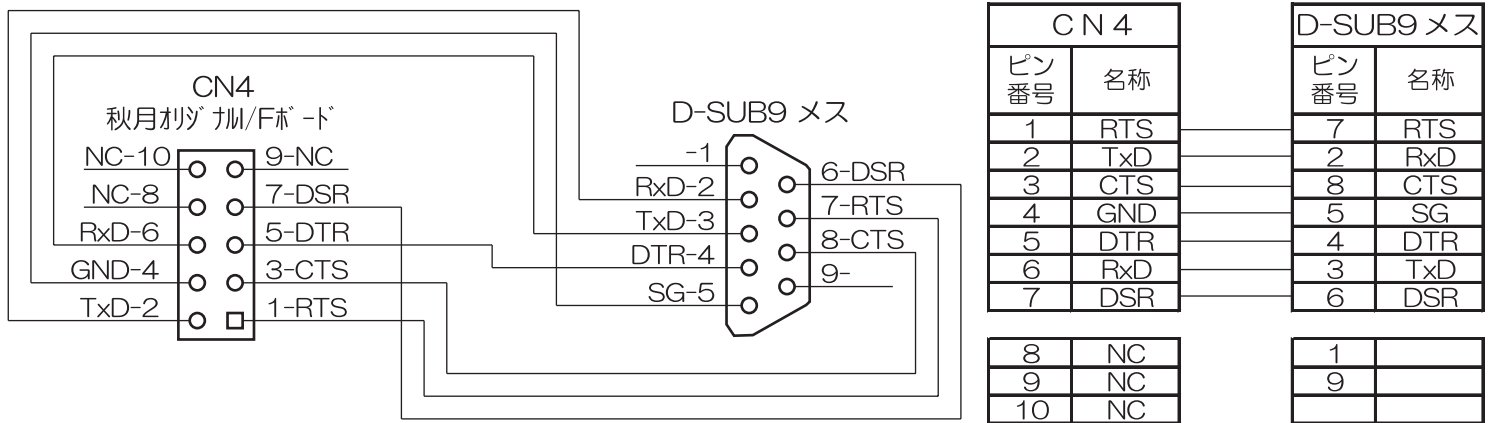 CN4
秋月ｵﾘｼﾞﾅﾙI/Fﾎﾞｰﾄﾞ
NC-10 9-NC
NC-8 7-DSR
RxD-6 5-DTR
GND-4 3-CTS
TxD-2 1-RTS
D-SUB9 メス
-1
RxD-2
TxD-3
DTR-4
SG-5
6-DSR
7-RTS
8-CTS
9-
CN4
ピン番号 名称
1 RTS
2 TxD
3 CTS
4 GND
5 DTR
6 RxD
7 DSR
8 NC
9 NC
10 NC
D-SUB9メス
ピン番号 名称
7 RTS
2 RxD
8 CTS
5 SG
4 DTR
3 TxD
6 DSR
1
9